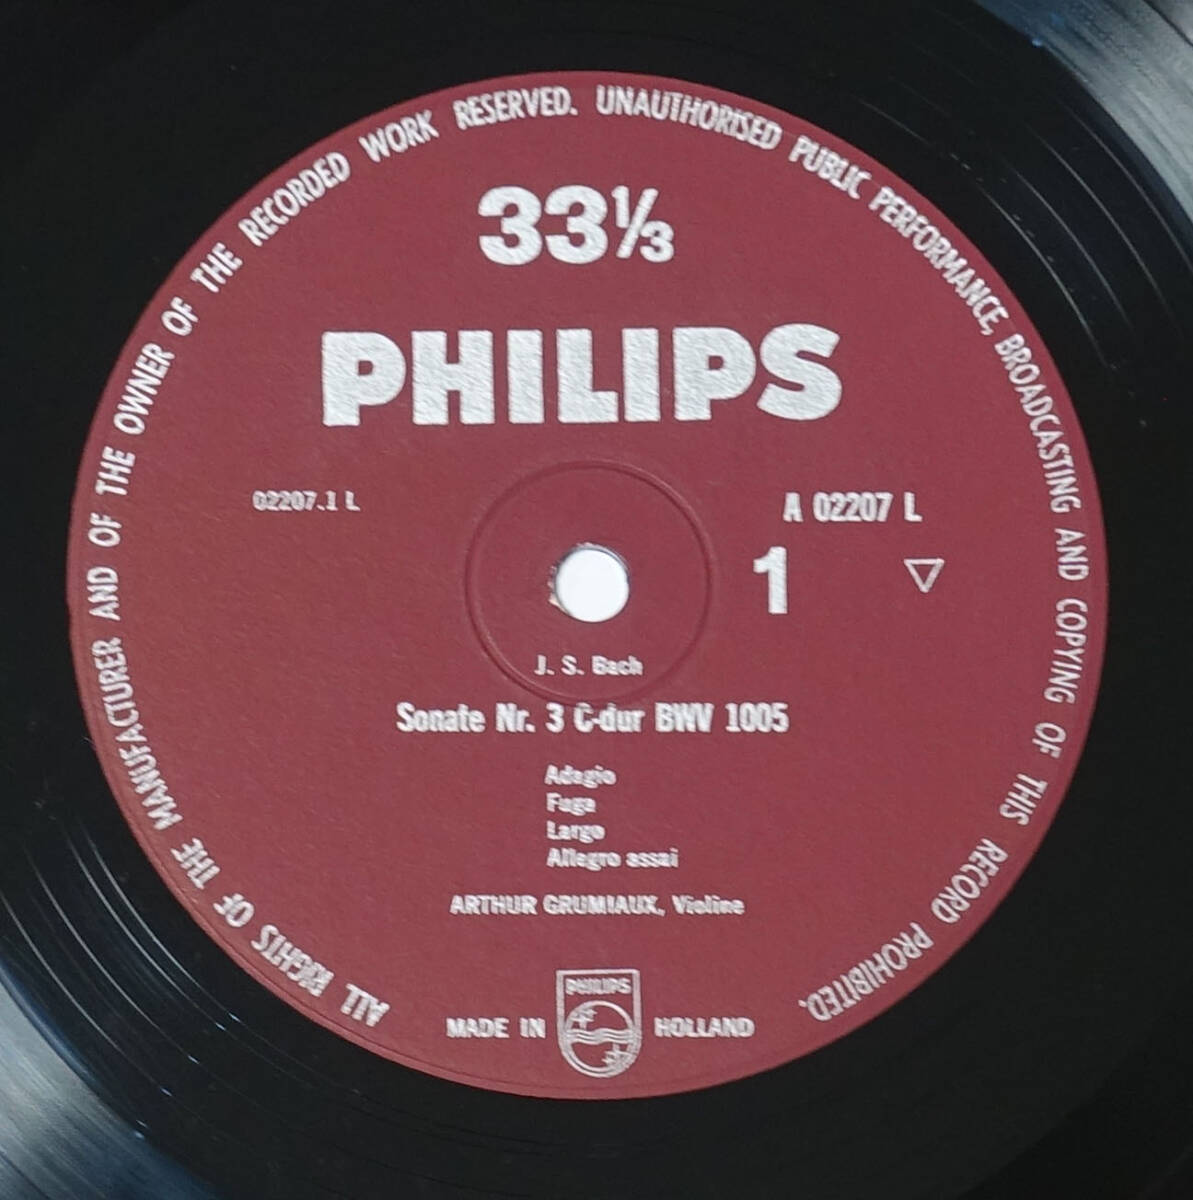 ALL RIGHTS OF THE MANUFACTURER AND OF THE OWNER OF THE RECORDED WORK RESERVED. UNAUTHORISED PUBLIC PERFORMANCE, BROADCASTING AND COPYING OF THIS RECORD PROHIBITED.
33⅓
PHILIPS
02207.1 L
A 02207 L
1
J. S. Bach
Sonate Nr. 3 C-dur BWV 1005
Adagio
Fuga
Largo
Allegro assai
ARTHUR GRUMIAUX, Violine
PHILIPS
MADE IN HOLLAND